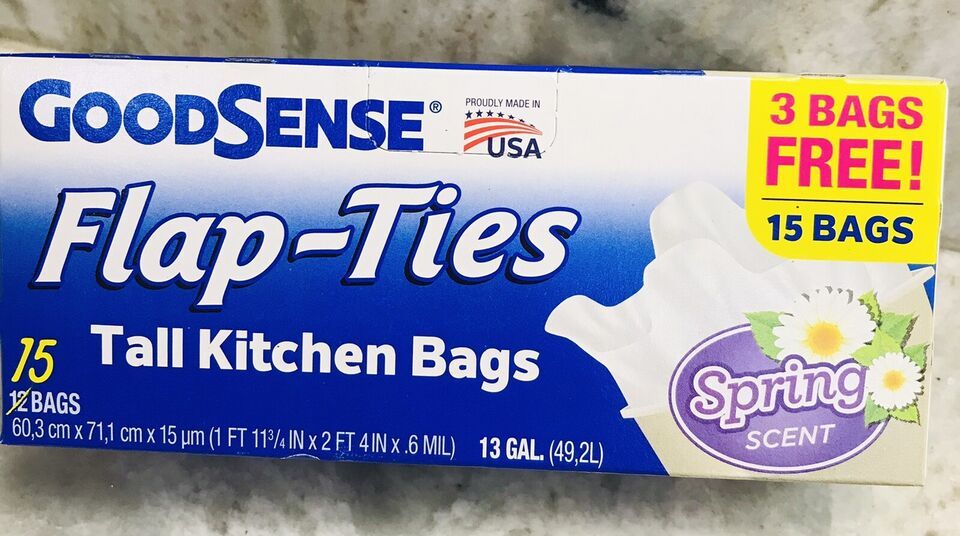 GOODSENSE®
PROUDLY MADE IN
USA
3 BAGS
FREE!
15 BAGS
Flap-Ties
Tall Kitchen Bags
15
12 BAGS
60,3 cm x 71,1 cm x 15 µm (1 FT 11 3/4 IN x 2 FT 4 IN x .6 MIL) 13 GAL. (49,2L)
Spring
SCENT